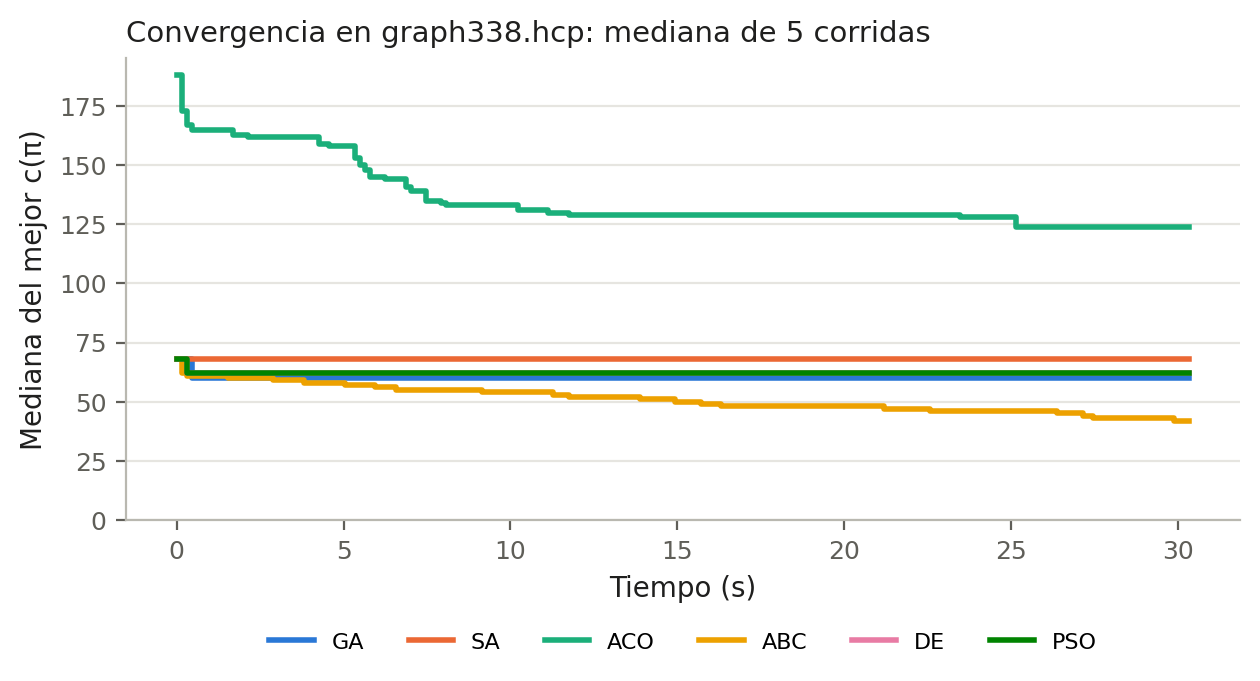 Convergencia en graph338.hcp: mediana de 5 corridas
Mediana del mejor c(π)
175
150
125
100
75
50
25
0
0 5 10 15 20 25 30
Tiempo (s)
GA SA ACO ABC DE PSO